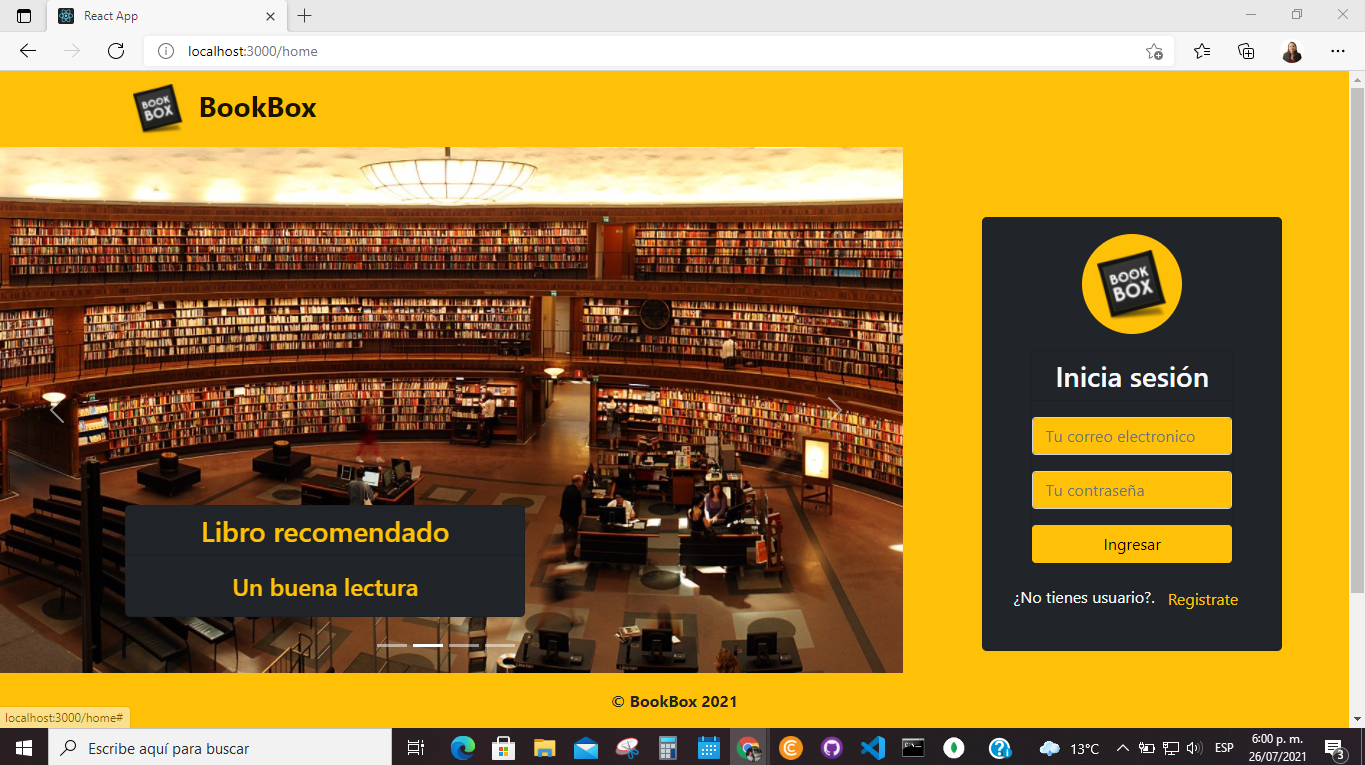 React App
localhost:3000/home
BOOK
BOX
BookBox
BOOK
BOX
Inicia sesión
Tu correo electronico
Tu contraseña
Ingresar
¿No tienes usuario?. Registrate
Libro recomendado
Un buena lectura
© BookBox 2021
localhost:3000/home#
Escribe aquí para buscar
13°C
ESP
6:00 p. m.
26/07/2021
3